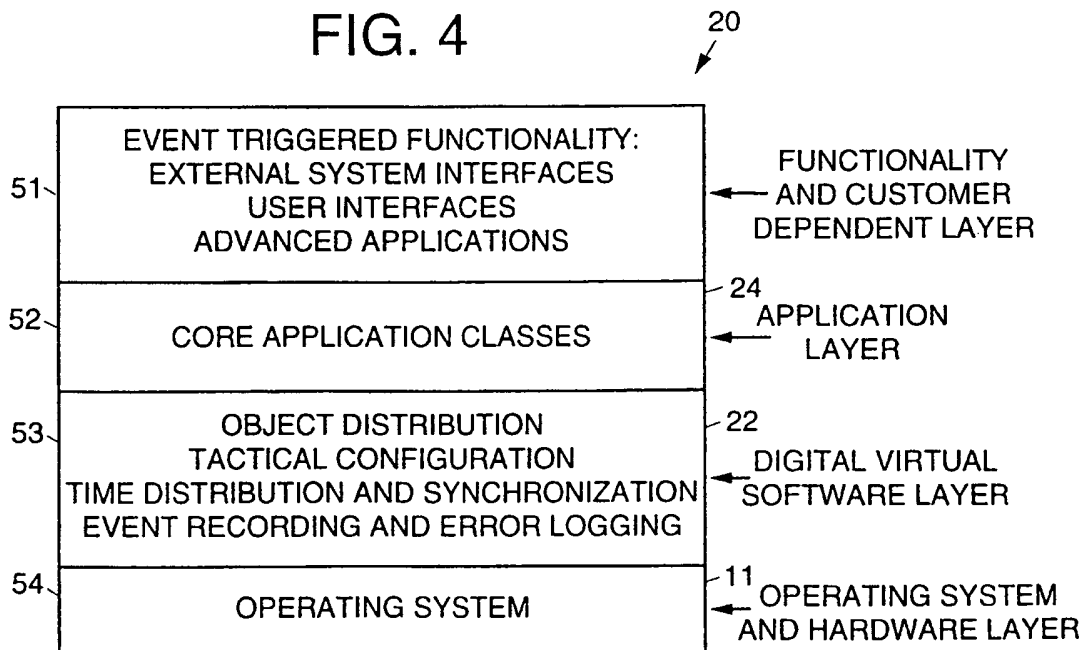 FIG. 4
20
EVENT TRIGGERED FUNCTIONALITY:
EXTERNAL SYSTEM INTERFACES
USER INTERFACES
ADVANCED APPLICATIONS
51
FUNCTIONALITY
AND CUSTOMER
DEPENDENT LAYER
52
CORE APPLICATION CLASSES
24
APPLICATION
LAYER
53
OBJECT DISTRIBUTION
TACTICAL CONFIGURATION
TIME DISTRIBUTION AND SYNCHRONIZATION
EVENT RECORDING AND ERROR LOGGING
22
DIGITAL VIRTUAL
SOFTWARE LAYER
54
OPERATING SYSTEM
11
OPERATING SYSTEM
AND HARDWARE LAYER